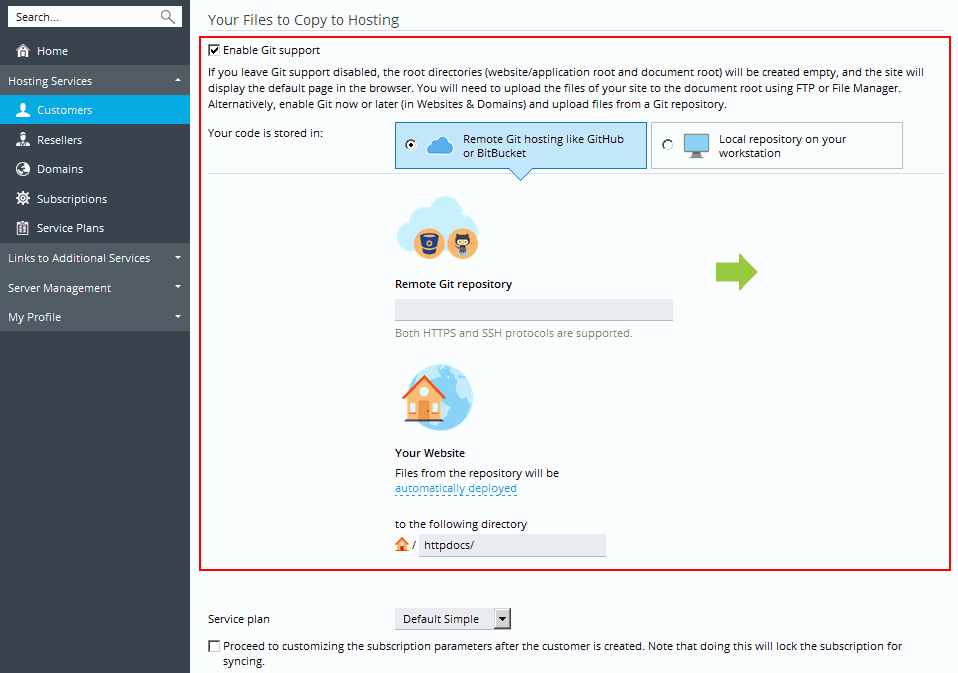 Search...
Home
Hosting Services
Customers
Resellers
Domains
Subscriptions
Service Plans
Links to Additional Services
Server Management
My Profile
Your Files to Copy to Hosting
Enable Git support
If you leave Git support disabled, the root directories (website/application root and document root) will be created empty, and the site will
display the default page in the browser. You will need to upload the files of your site to the document root using FTP or File Manager.
Alternatively, enable Git now or later (in Websites & Domains) and upload files from a Git repository.
Your code is stored in:
Remote Git hosting like GitHub
or BitBucket
Local repository on your
workstation
Remote Git repository
Both HTTPS and SSH protocols are supported.
Your Website
Files from the repository will be
automatically deployed
to the following directory
/ httpdocs/
Service plan
Default Simple
Proceed to customizing the subscription parameters after the customer is created. Note that doing this will lock the subscription for
syncing.